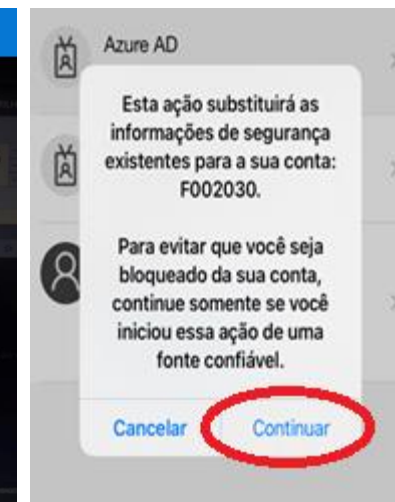 Azure AD
Esta ação substituirá as
informações de segurança
existentes para a sua conta:
F002030.
Para evitar que você seja
bloqueado da sua conta,
continue somente se você
iniciou essa ação de uma
fonte confiável.
Cancelar Continuar